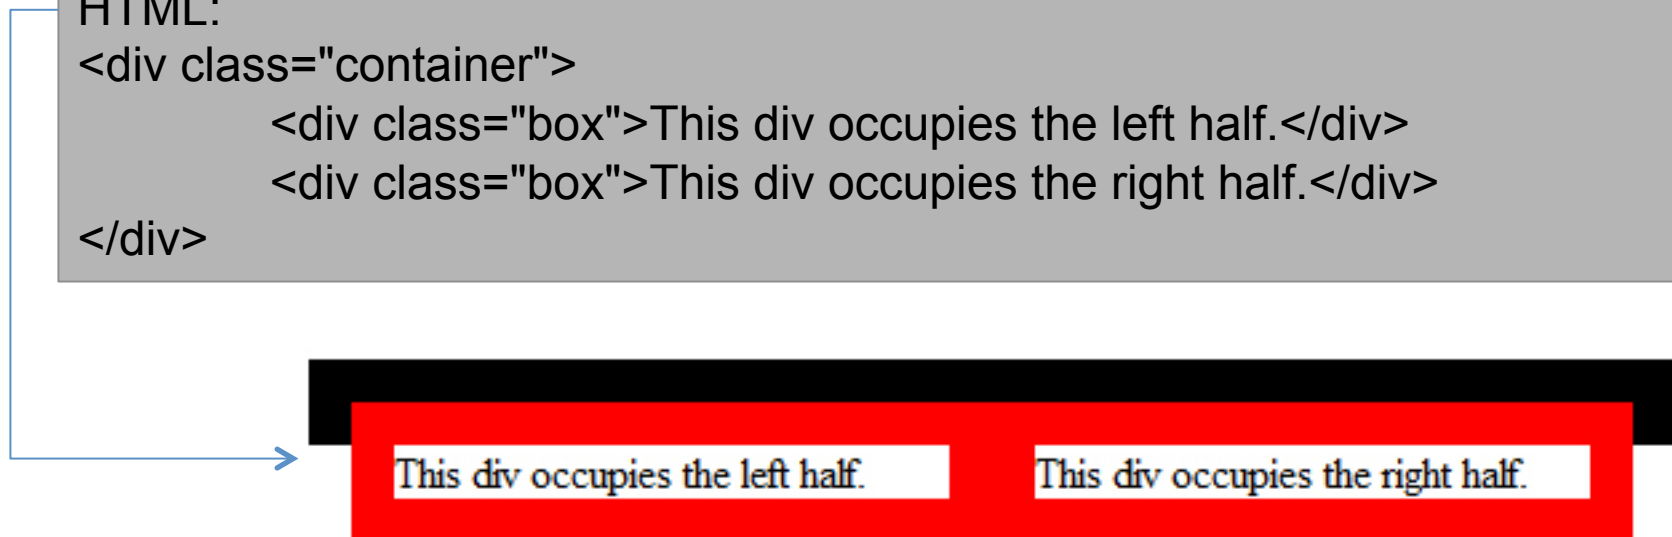 HTML:
<div class="container">
<div class="box">This div occupies the left half.</div>
<div class="box">This div occupies the right half.</div>
</div>
This div occupies the left half.
This div occupies the right half.